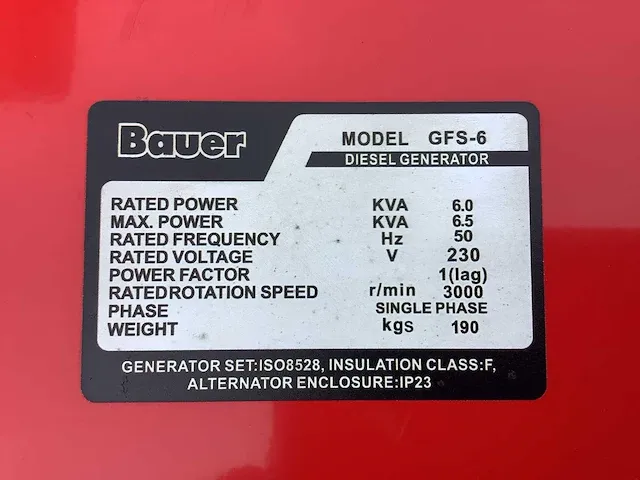 Bauer
MODEL GFS-6
DIESEL GENERATOR
RATED POWER KVA 6.0
MAX. POWER KVA 6.5
RATED FREQUENCY Hz 50
RATED VOLTAGE V 230
POWER FACTOR 1(lag)
RATEDROTATION SPEED r/min 3000
PHASE SINGLE PHASE
WEIGHT kgs 190
GENERATOR SET:ISO8528, INSULATION CLASS:F,
ALTERNATOR ENCLOSURE:IP23